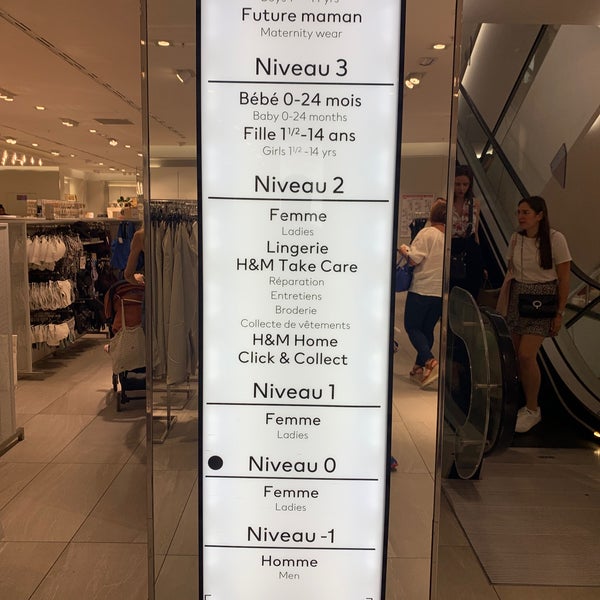 Future maman
Maternity wear
Niveau 3
Bébé 0-24 mois
Baby 0-24 months
Fille 1¹/²-14 ans
Girls 1¹/²-14 yrs
Niveau 2
Femme
Ladies
Lingerie
H&M Take Care
Réparation
Entretiens
Broderie
Collecte de vêtements
H&M Home
Click & Collect
Niveau 1
Femme
Ladies
Niveau 0
Femme
Ladies
Niveau -1
Homme
Men